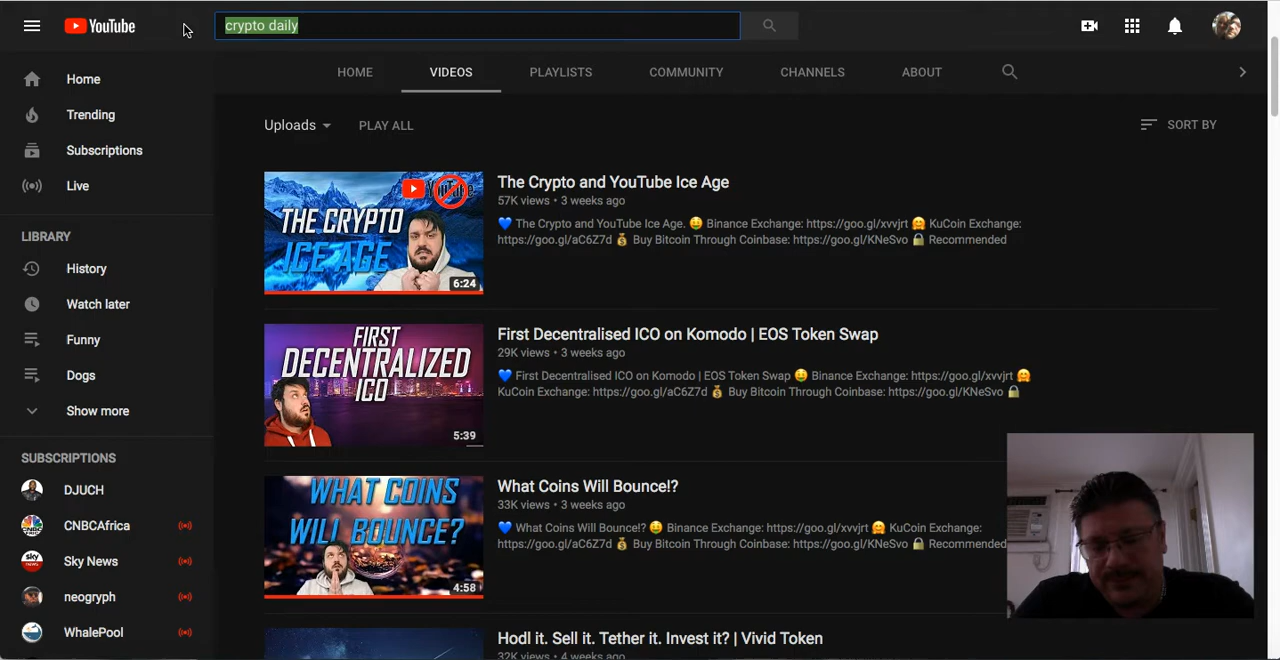 YouTube
crypto daily
HOME VIDEOS PLAYLISTS COMMUNITY CHANNELS ABOUT
Home
Trending
Subscriptions
Live
LIBRARY
History
Watch later
Funny
Dogs
Show more
SUBSCRIPTIONS
DJUCH
CNBCAfrica
Sky News
neogryph
WhalePool
Uploads PLAY ALL SORT BY
THE CRYPTO
ICE AGE
6:24
The Crypto and YouTube Ice Age
57K views • 3 weeks ago
💙 The Crypto and YouTube Ice Age. 🤑 Binance Exchange: https://goo.gl/xvvjrt 🤗 KuCoin Exchange:
https://goo.gl/aC6Z7d 💰 Buy Bitcoin Through Coinbase: https://goo.gl/KNeSvo 🔒 Recommended
FIRST
DECENTRALIZED
ICO
5:39
First Decentralised ICO on Komodo | EOS Token Swap
29K views • 3 weeks ago
💙 First Decentralised ICO on Komodo | EOS Token Swap 🤑 Binance Exchange: https://goo.gl/xvvjrt 🤗
KuCoin Exchange: https://goo.gl/aC6Z7d 💰 Buy Bitcoin Through Coinbase: https://goo.gl/KNeSvo 🔒
WHAT COINS
WILL BOUNCE?
4:58
What Coins Will Bounce!?
33K views • 3 weeks ago
💙 What Coins Will Bounce!? 🤑 Binance Exchange: https://goo.gl/xvvjrt 🤗 KuCoin Exchange:
https://goo.gl/aC6Z7d 💰 Buy Bitcoin Through Coinbase: https://goo.gl/KNeSvo 🔒 Recommended
Hodl it. Sell it. Tether it. Invest it? | Vivid Token
32K views • 4 weeks ago